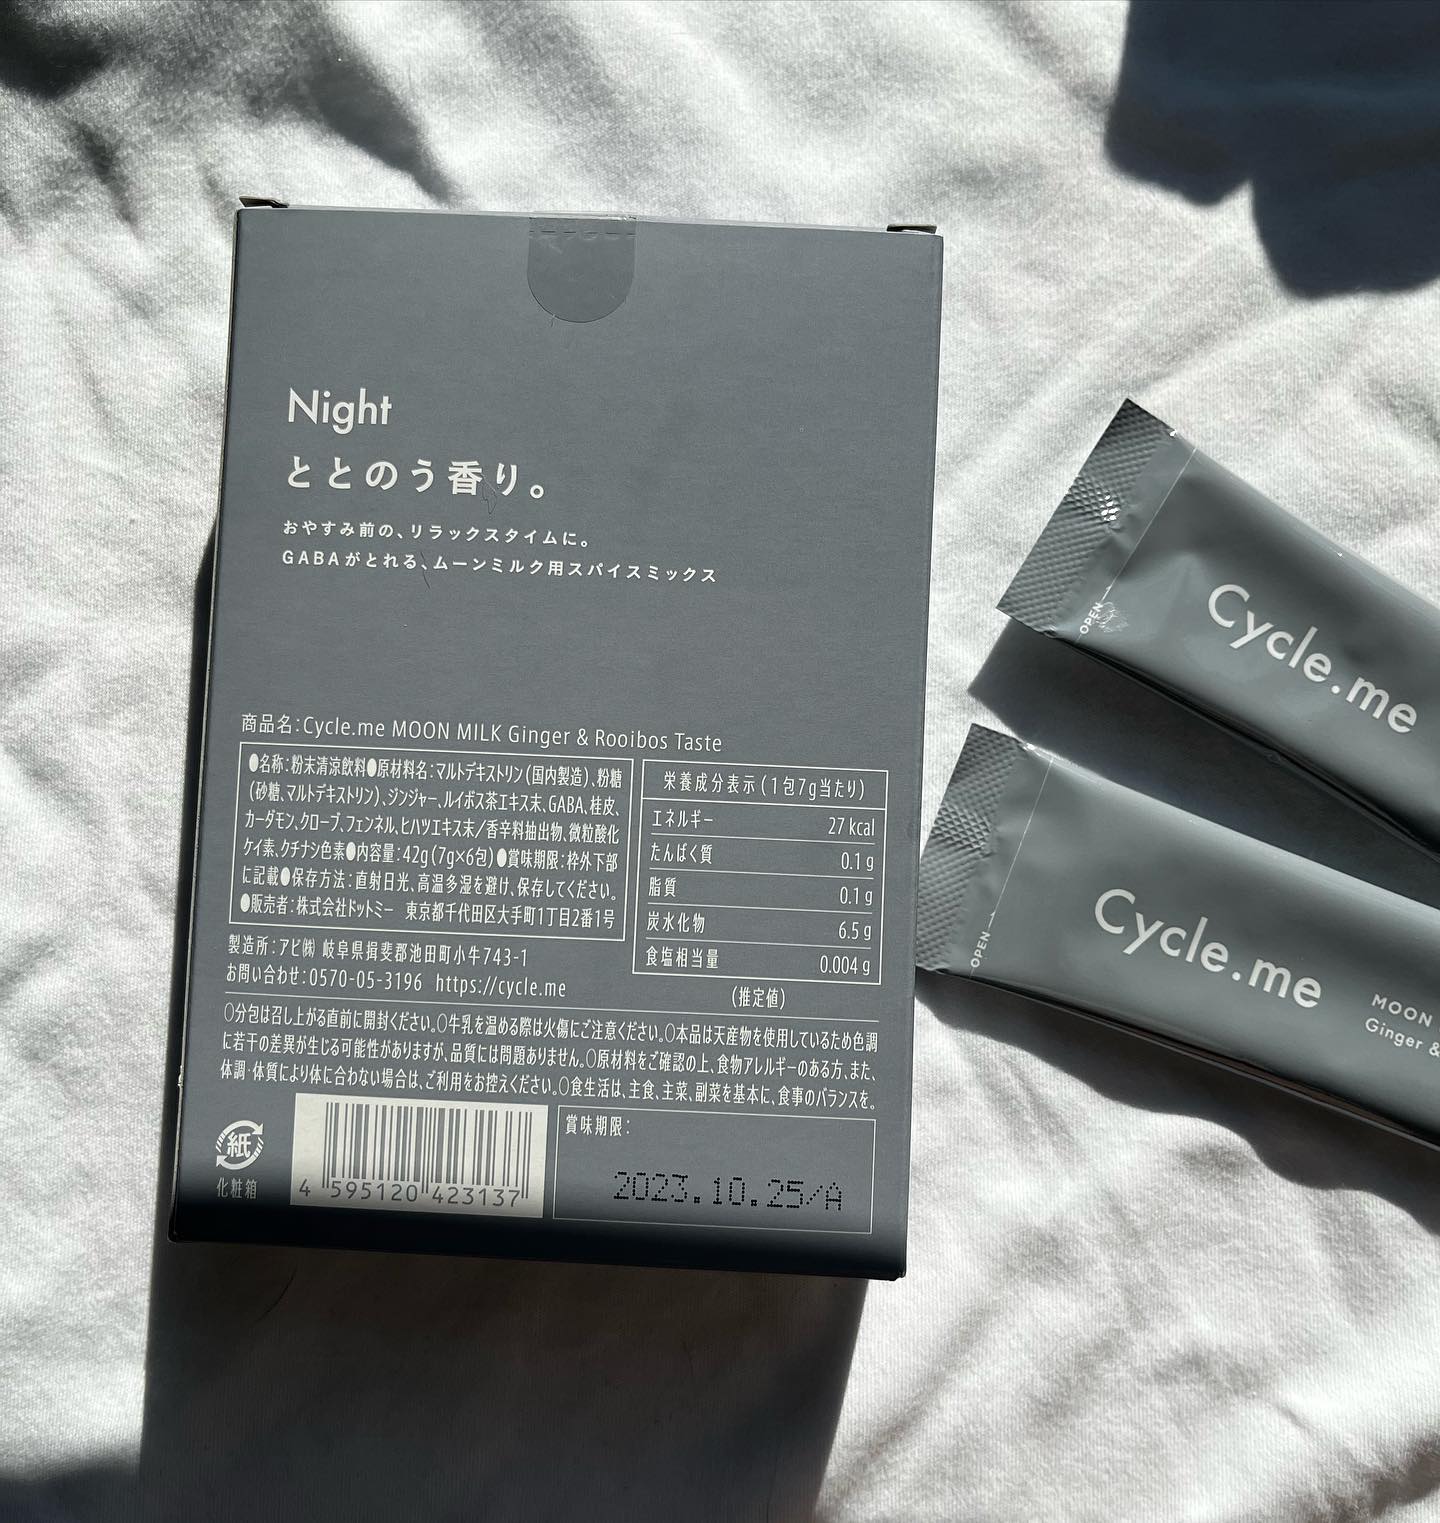 Night
ととのう香り。
おやすみ前の、リラックスタイムに。
GABAがとれる、ムーンミルク用スパイスミックス
商品名:Cycle.me MOON MILK Ginger & Rooibos Taste
●名称:粉末清涼飲料●原材料名:マルトデキストリン(国内製造)、粉糖
(砂糖、マルトデキストリン)、ジンジャー、ルイボス茶エキス末、GABA、桂皮、
カーダモン、クローブ、フェンネル、ヒハツエキス末/香辛料抽出物、微粒酸化
ケイ素、クチナシ色素●内容量:42g(7g×6包)●賞味期限:枠外下部
に記載●保存方法:直射日光、高温多湿を避け、保存してください。
●販売者:株式会社ドットミー 東京都千代田区大手町1丁目2番1号
栄養成分表示(1包7g当たり)
エネルギー 27 kcal
たんぱく質 0.1 g
脂質 0.1 g
炭水化物 6.5 g
食塩相当量 0.004 g
(推定値)
製造所:アピ㈱ 岐阜県揖斐郡池田町小牛743-1
お問い合わせ:0570-05-3196 https://cycle.me
○分包は召し上がる直前に開封ください。○牛乳を温める際は火傷にご注意ください。○本品は天産物を使用しているため色調
に若干の差異が生じる可能性がありますが、品質には問題ありません。○原材料をご確認の上、食物アレルギーのある方、また、
体調・体質により体に合わない場合は、ご利用をお控えください。○食生活は、主食、主菜、副菜を基本に、食事のバランスを。
紙
化粧箱
4 595120 423137
賞味期限:
2023.10.25/A
OPEN
Cycle.me
OPEN
Cycle.me
MOON
Ginger &